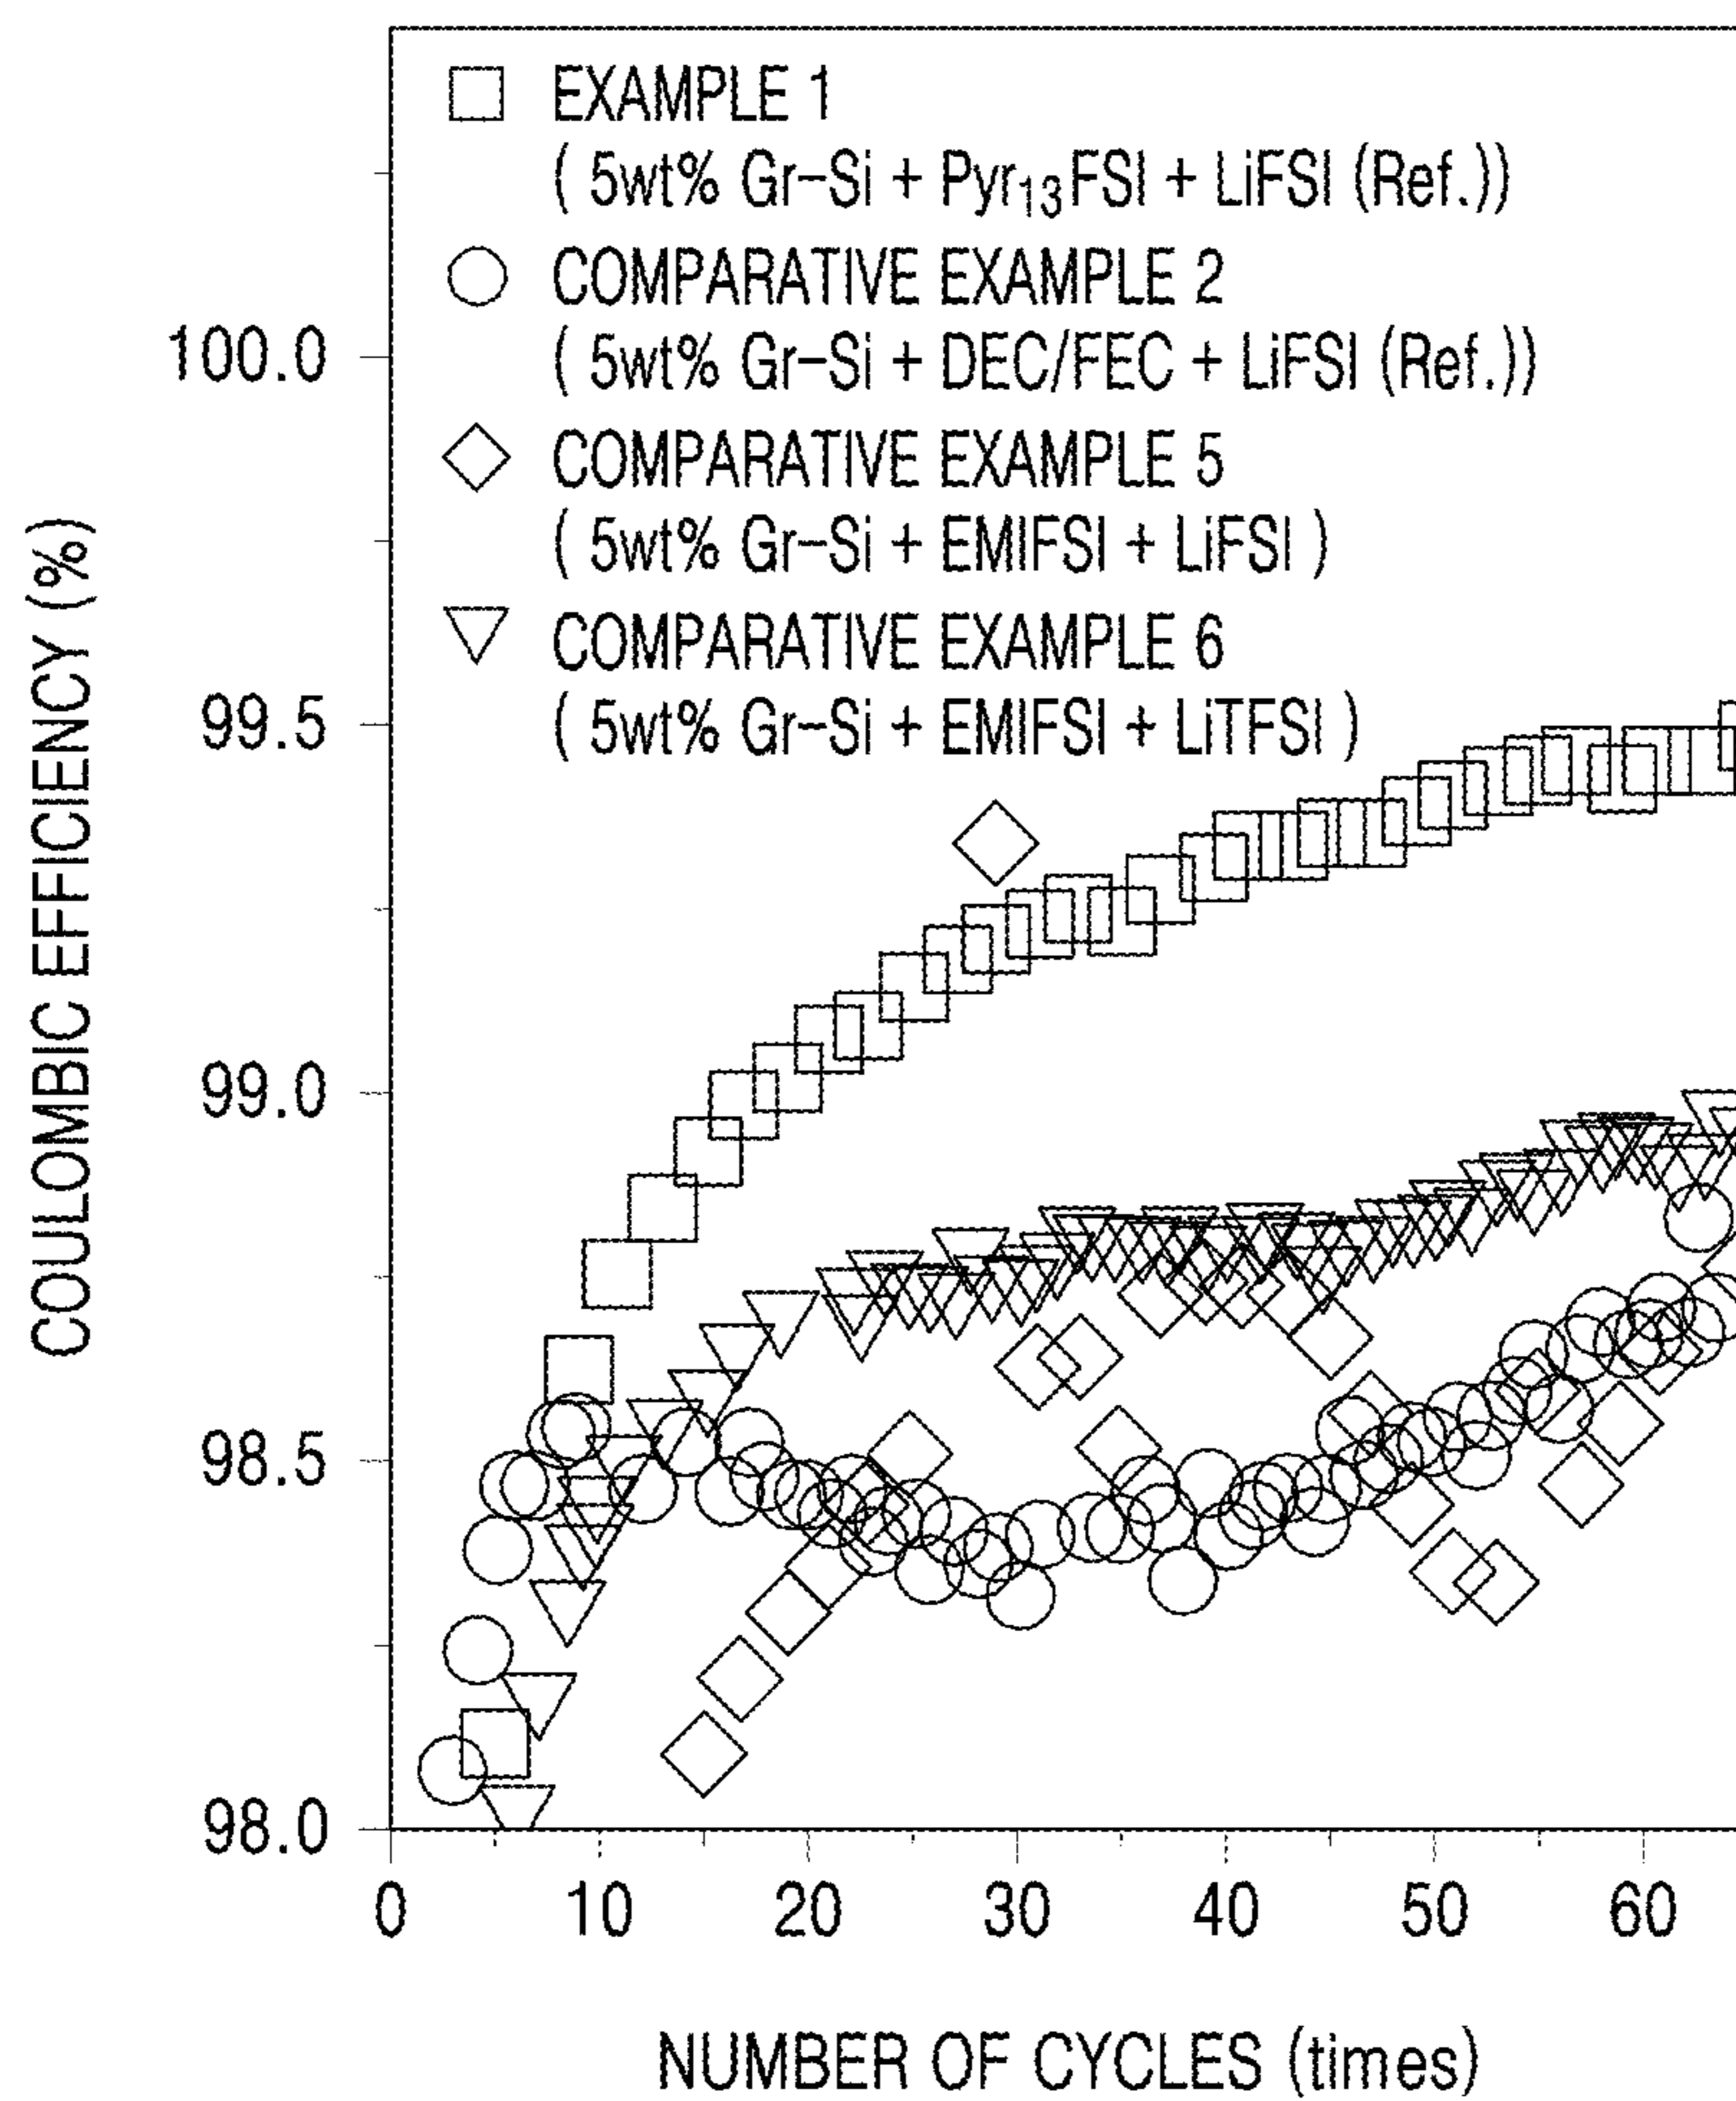 EXAMPLE 1
( 5wt% Gr-Si + Pyr₁₃FSI + LiFSI (Ref.))
COMPARATIVE EXAMPLE 2
( 5wt% Gr-Si + DEC/FEC + LiFSI (Ref.))
COMPARATIVE EXAMPLE 5
( 5wt% Gr-Si + EMIFSI + LiFSI )
COMPARATIVE EXAMPLE 6
( 5wt% Gr-Si + EMIFSI + LiTFSI )
COULOMBIC EFFICIENCY (%)
100.0
99.5
99.0
98.5
98.0
0 10 20 30 40 50 60
NUMBER OF CYCLES (times)